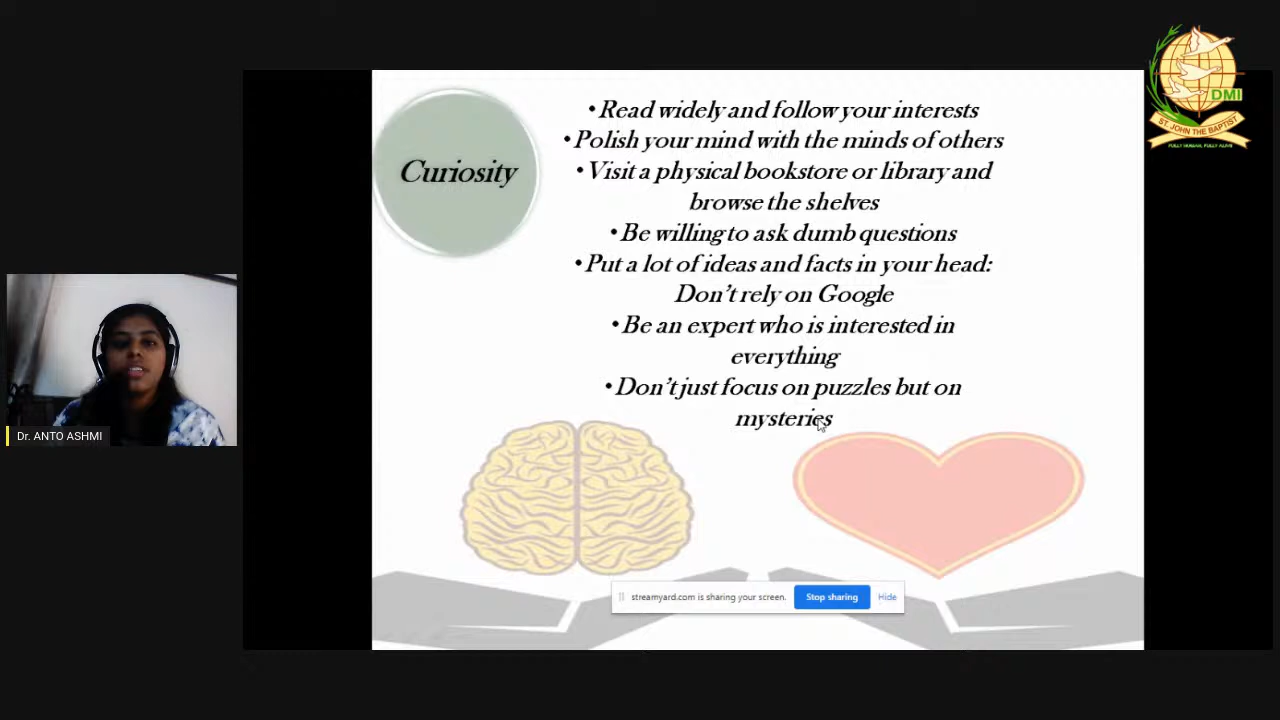 DMI
ST. JOHN THE BAPTIST
FULLY HUMAN, FULLY ALIVE
Curiosity
•Read widely and follow your interests
•Polish your mind with the minds of others
•Visit a physical bookstore or library and
browse the shelves
•Be willing to ask dumb questions
•Put a lot of ideas and facts in your head:
Don't rely on Google
•Be an expert who is interested in
everything
•Don't just focus on puzzles but on
mysteries
Dr. ANTO ASHMI
streamyard.com is sharing your screen.
Stop sharing
Hide